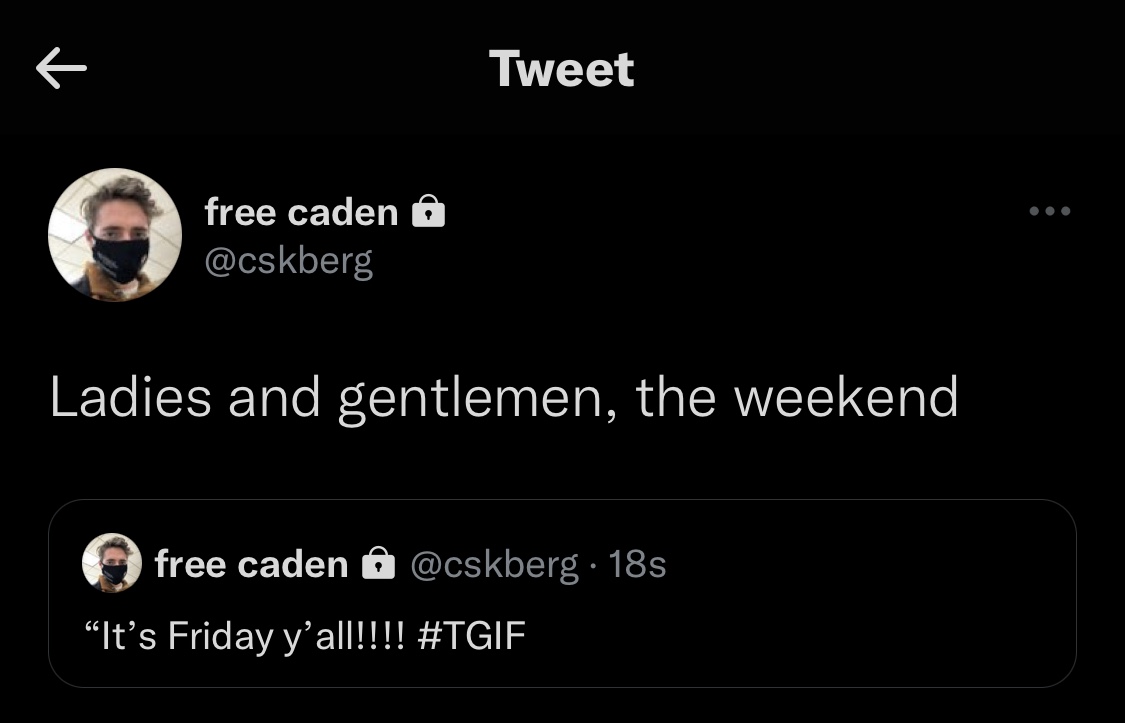 Tweet
free caden
@cskberg
Ladies and gentlemen, the weekend
free caden @cskberg · 18s
“It’s Friday y’all!!!! #TGIF